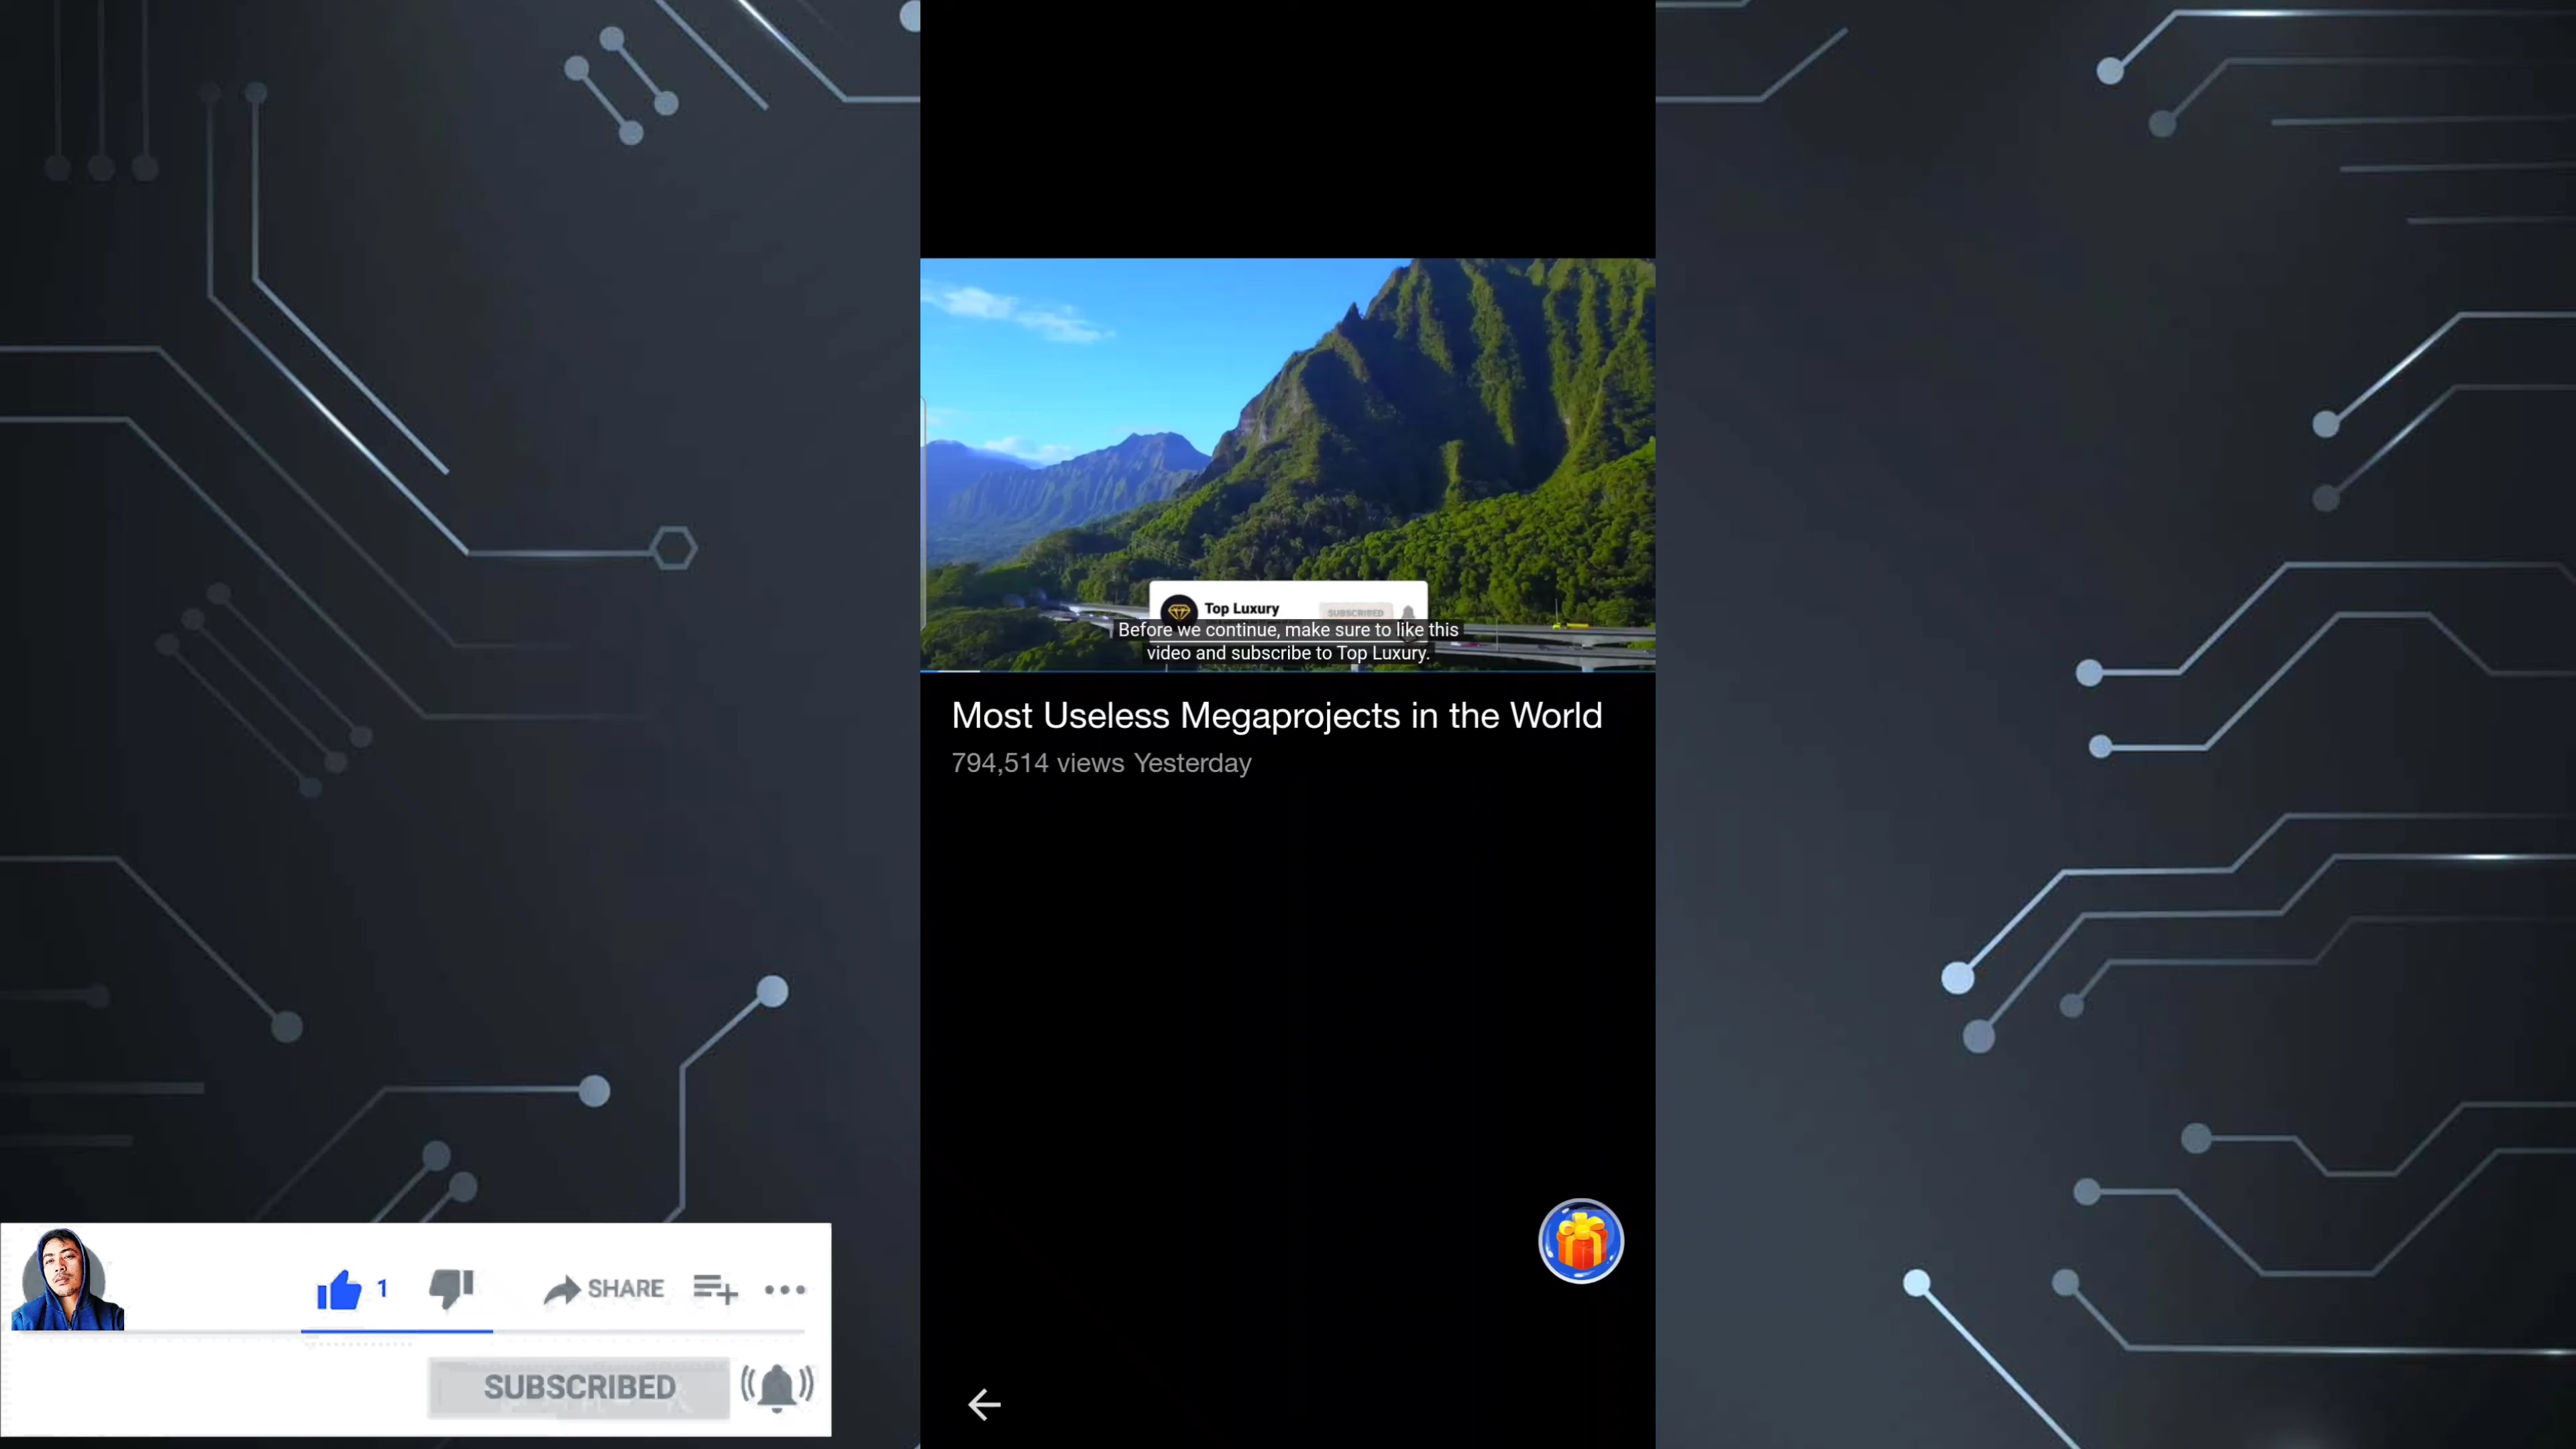 Top Luxury
SUBSCRIBED
Before we continue, make sure to like this
video and subscribe to Top Luxury.
Most Useless Megaprojects in the World
794,514 views Yesterday
1
SHARE
SUBSCRIBED